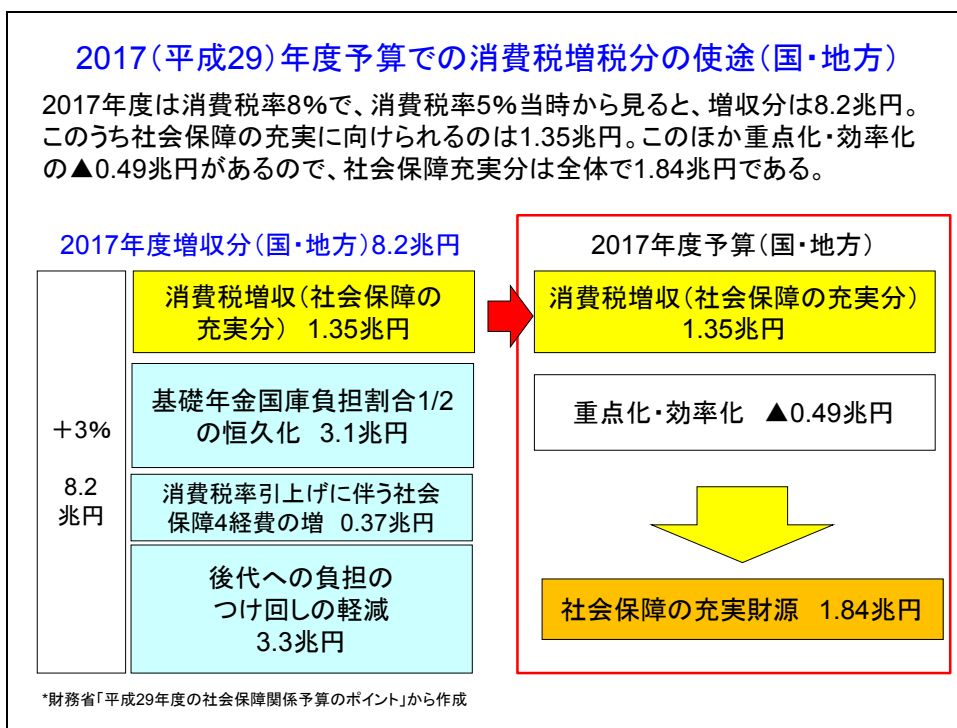 2017(平成29)年度予算での消費税増税分の使途(国・地方)
2017年度は消費税率8%で、消費税率5%当時から見ると、増収分は8.2兆円。
このうち社会保障の充実に向けられるのは1.35兆円。このほか重点化・効率化
の▲0.49兆円があるので、社会保障充実分は全体で1.84兆円である。
2017年度増収分(国・地方)8.2兆円
+3%
8.2
兆円
消費税増収(社会保障の
充実分) 1.35兆円
基礎年金国庫負担割合1/2
の恒久化 3.1兆円
消費税率引上げに伴う社会
保障4経費の増 0.37兆円
後代への負担の
つけ回しの軽減
3.3兆円
2017年度予算(国・地方)
消費税増収(社会保障の充実分)
1.35兆円
重点化・効率化 ▲0.49兆円
社会保障の充実財源 1.84兆円
*財務省「平成29年度の社会保障関係予算のポイント」から作成